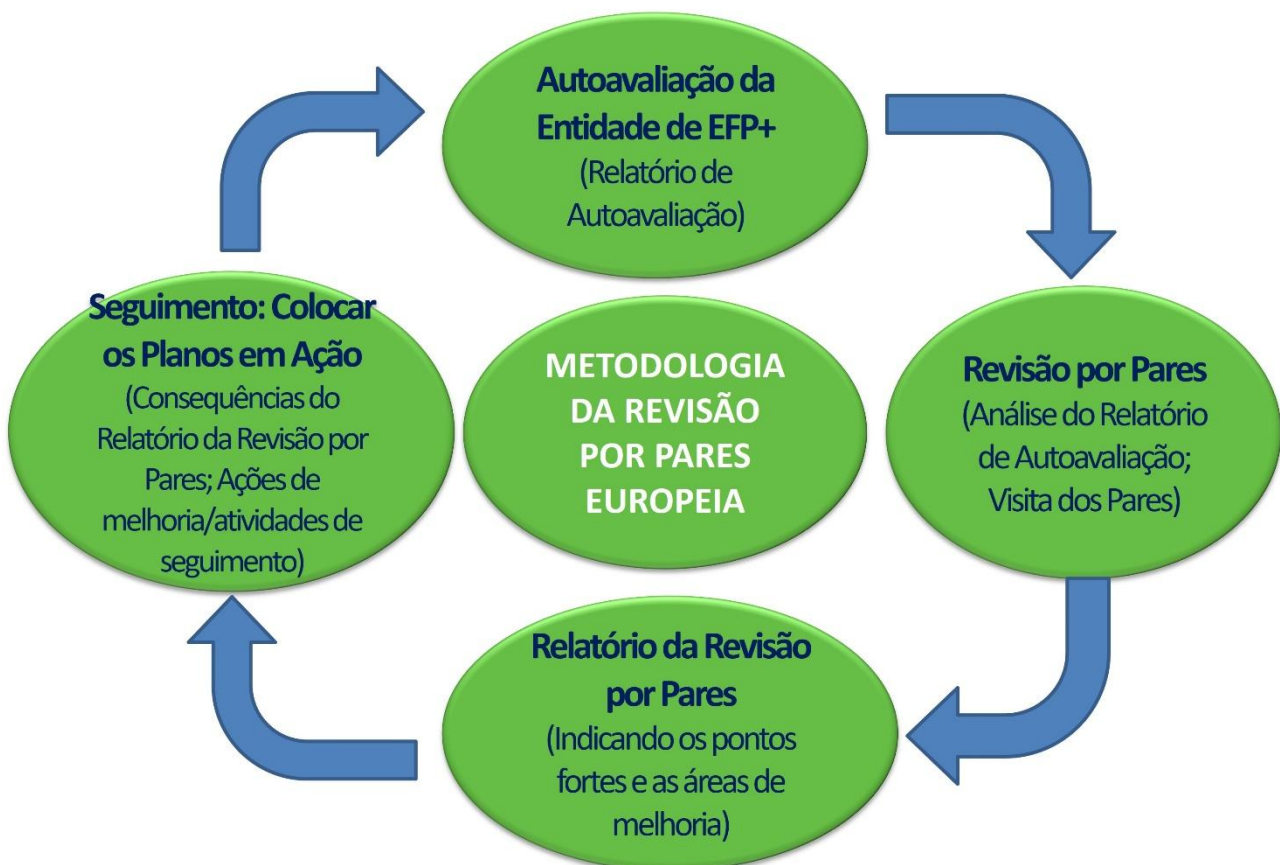 Autoavaliação da
Entidade de EFP+
(Relatório de
Autoavaliação)
Seguimento: Colocar
os Planos em Ação
(Consequências do
Relatório da Revisão por
Pares; Ações de
melhoria/atividades de
seguimento)
METODOLOGIA
DA REVISÃO
POR PARES
EUROPEIA
Revisão por Pares
(Análise do Relatório
de Autoavaliação;
Visita dos Pares)
Relatório da Revisão
por Pares
(Indicando os pontos
fortes e as áreas de
melhoria)